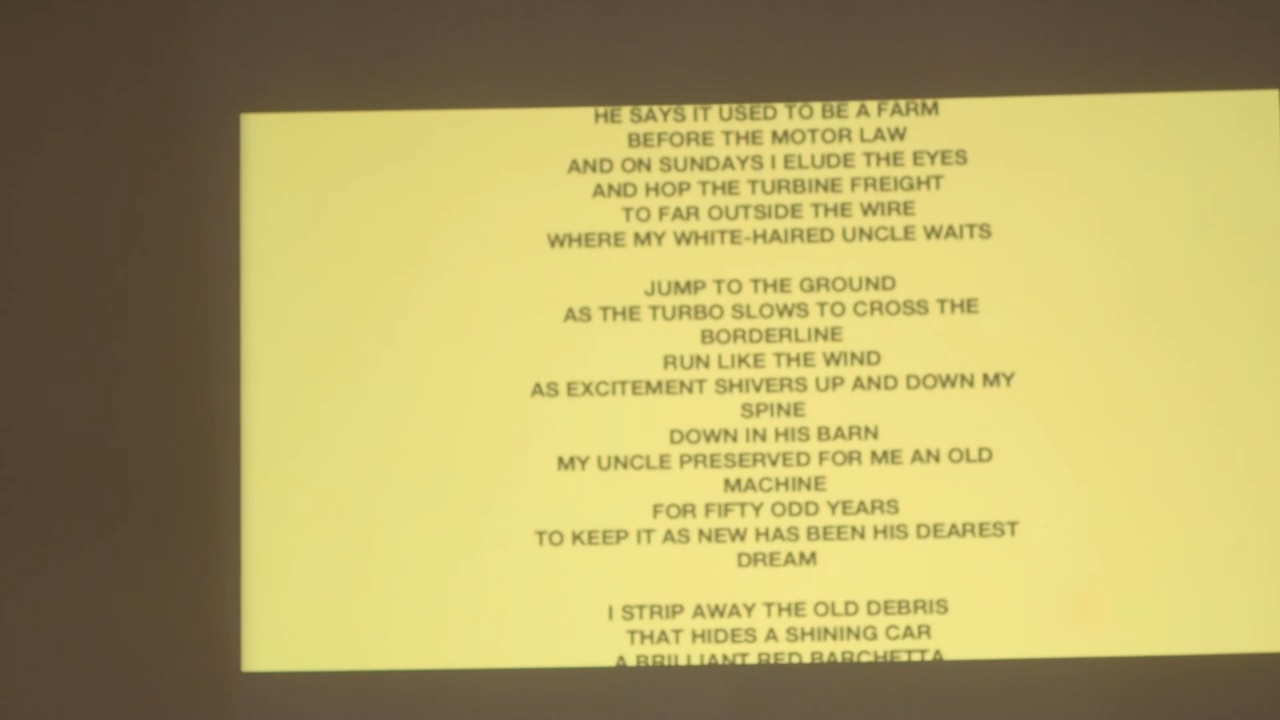 HE SAYS IT USED TO BE A FARM
BEFORE THE MOTOR LAW
AND ON SUNDAYS I ELUDE THE EYES
AND HOP THE TURBINE FREIGHT
TO FAR OUTSIDE THE WIRE
WHERE MY WHITE-HAIRED UNCLE WAITS
JUMP TO THE GROUND
AS THE TURBO SLOWS TO CROSS THE
BORDERLINE
RUN LIKE THE WIND
AS EXCITEMENT SHIVERS UP AND DOWN MY
SPINE
DOWN IN HIS BARN
MY UNCLE PRESERVED FOR ME AN OLD
MACHINE
FOR FIFTY ODD YEARS
TO KEEP IT AS NEW HAS BEEN HIS DEAREST
DREAM
I STRIP AWAY THE OLD DEBRIS
THAT HIDES A SHINING CAR
A BRILLIANT RED BARCHETTA